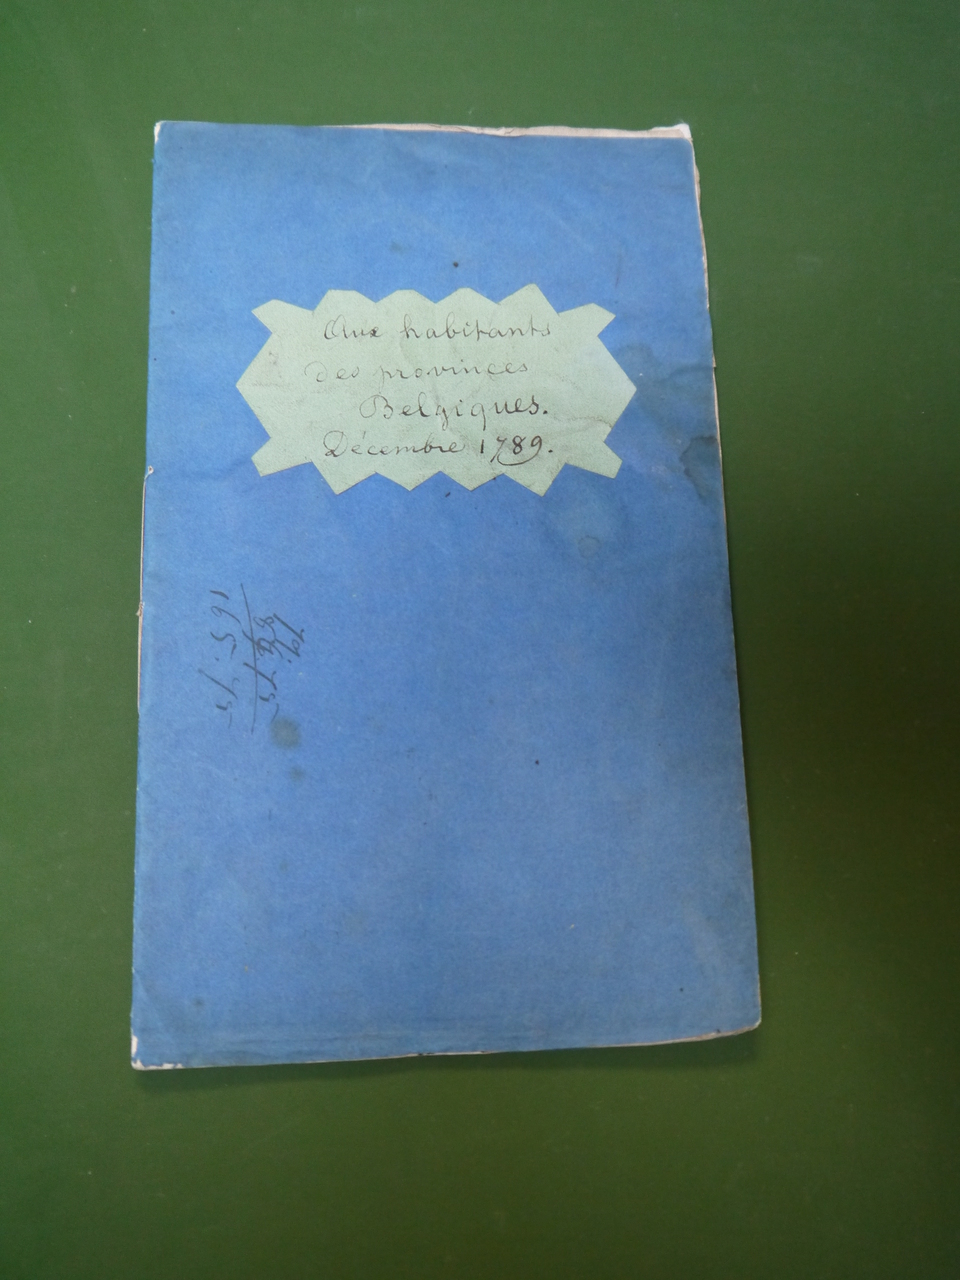 Aux habitants
des provinces
Belgiques.
Décembre 1789.